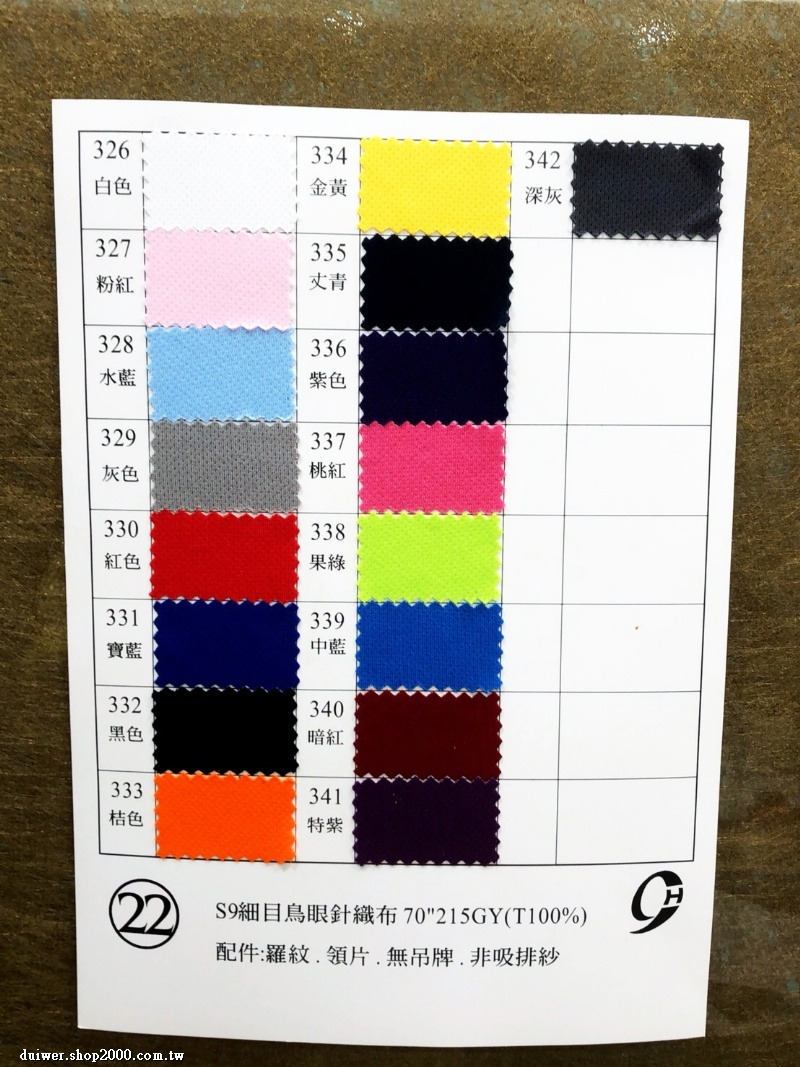 326
白色
327
粉紅
328
水藍
329
灰色
330
紅色
331
寶藍
332
黑色
333
桔色
334
金黃
335
丈青
336
紫色
337
桃紅
338
果綠
339
中藍
340
暗紅
341
特紫
342
深灰
22
S9細目鳥眼針織布 70"215GY(T100%)
配件:羅紋 . 領片 . 無吊牌 . 非吸排紗
9H
duiwer.shop2000.com.tw